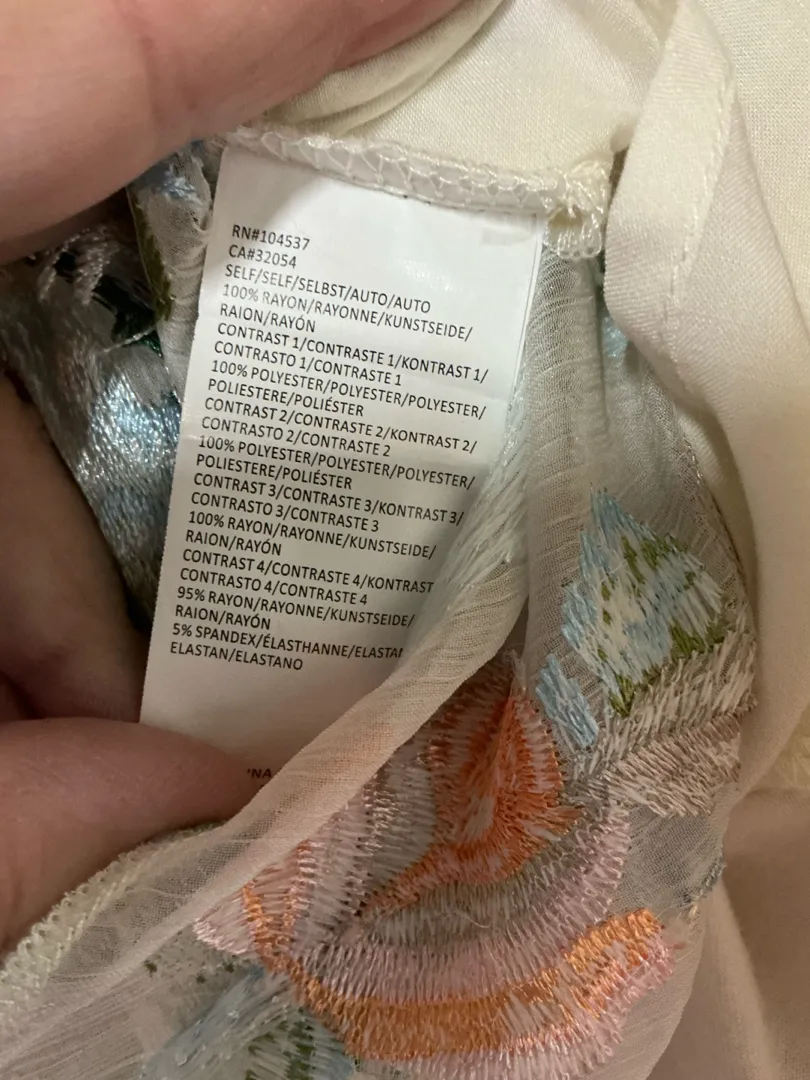 RN#104537
CA#32054
SELF/SELF/SELBST/AUTO/AUTO
100% RAYON/RAYONNE/KUNSTSEIDE/
RAION/RAYÓN
CONTRAST 1/CONTRASTE 1/KONTRAST 1/
CONTRASTO 1/CONTRASTE 1
100% POLYESTER/POLYESTER/POLYESTER/
POLIESTERE/POLIÉSTER
CONTRAST 2/CONTRASTE 2/KONTRAST 2/
CONTRASTO 2/CONTRASTE 2
100% POLYESTER/POLYESTER/POLYESTER/
POLIESTERE/POLIÉSTER
CONTRAST 3/CONTRASTE 3/KONTRAST 3/
CONTRASTO 3/CONTRASTE 3
100% RAYON/RAYONNE/KUNSTSEIDE/
RAION/RAYÓN
CONTRAST 4/CONTRASTE 4/KONTRAST
CONTRASTO 4/CONTRASTE 4
95% RAYON/RAYONNE/KUNSTSEIDE/
RAION/RAYÓN
5% SPANDEX/ÉLASTHANNE/ELASTAN
ELASTAN/ELASTANO